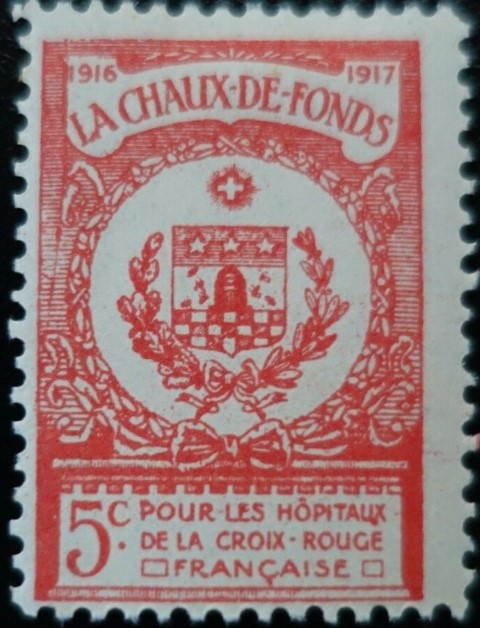 1916 1917
LA CHAUX-DE-FONDS
5c. POUR LES HÔPITAUX
DE LA CROIX-ROUGE
FRANÇAISE